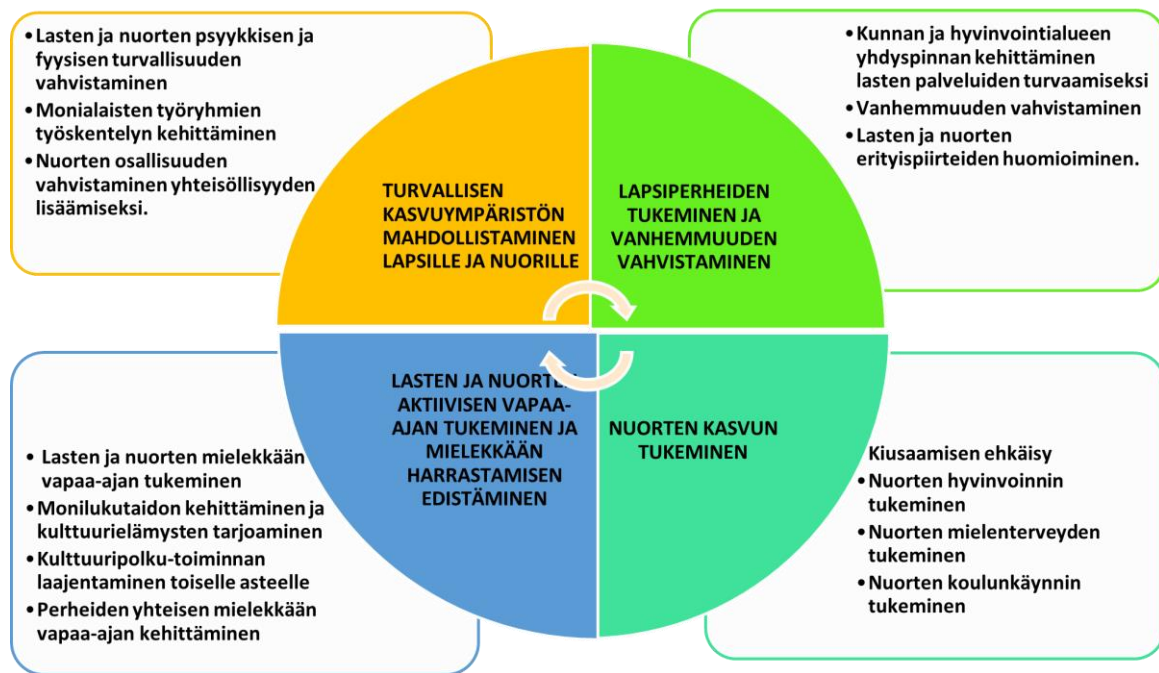 •Lasten ja nuorten psyykkisen ja
fyysisen turvallisuuden
vahvistaminen
•Monialaisten työryhmien
työskentelyn kehittäminen
•Nuorten osallisuuden
vahvistaminen yhteisöllisyyden
lisäämiseksi.
•Kunnan ja hyvinvointialueen
yhdyspinnan kehittäminen
lasten palveluiden turvaamiseksi
•Vanhemmuuden vahvistaminen
•Lasten ja nuorten
erityispiirteiden huomioiminen.
TURVALLISEN
KASVUYMPÄRISTÖN
MAHDOLLISTAMINEN
LAPSILLE JA NUORILLE
LAPSIPERHEIDEN
TUKEMINEN JA
VANHEMMUUDEN
VAHVISTAMINEN
LASTEN JA NUORTEN
AKTIIVISEN VAPAA-
AJAN TUKEMINEN JA
MIELEKKÄÄN
HARRASTAMISEN
EDISTÄMINEN
NUORTEN KASVUN
TUKEMINEN
• Lasten ja nuorten mielekkään
vapaa-ajan tukeminen
•Monilukutaidon kehittäminen ja
kulttuurielämysten tarjoaminen
•Kulttuuripolku-toiminnan
laajentaminen toiselle asteelle
•Perheiden yhteisen mielekkään
vapaa-ajan kehittäminen
Kiusaamisen ehkäisy
•Nuorten hyvinvoinnin
tukeminen
•Nuorten mielenterveyden
tukeminen
•Nuorten koulunkäynnin
tukeminen